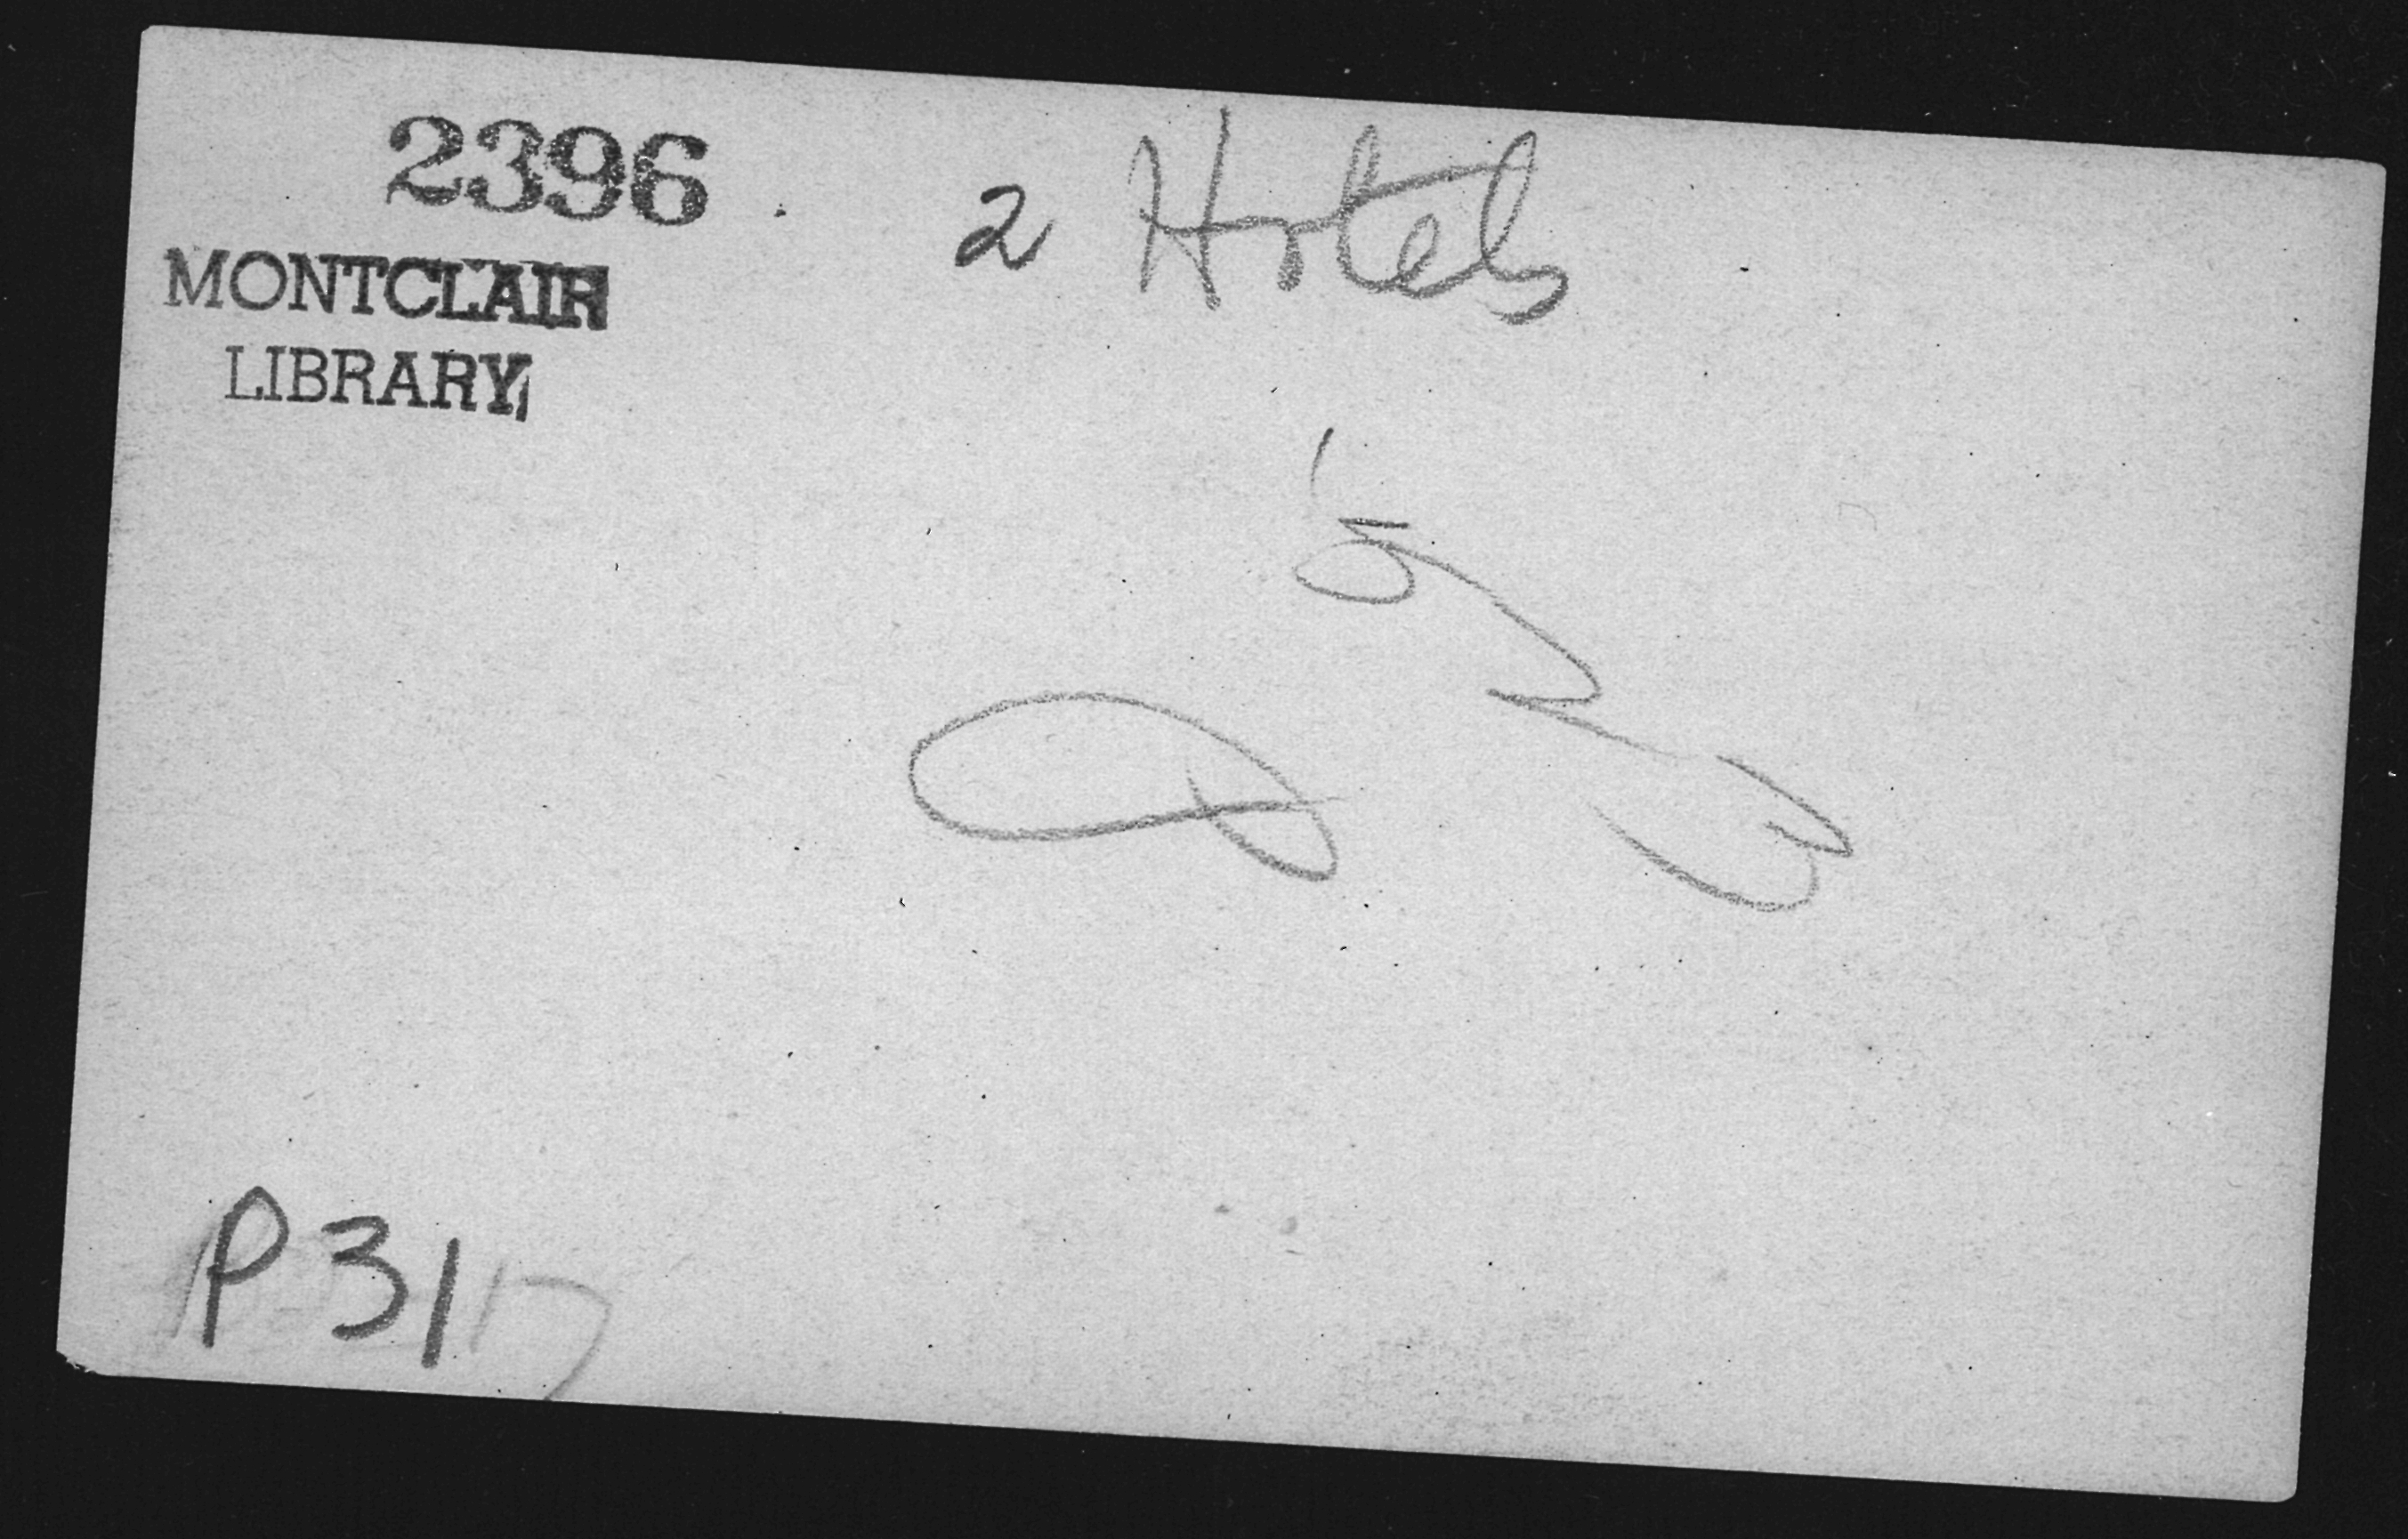 2396
2 Hotels
MONTCLAIR
LIBRARY
P31